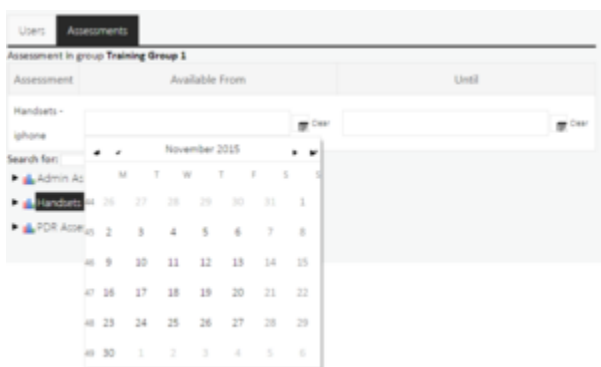 Users Assessments
Assessment in group Training Group 1
Assessment Available From Until
Handsets -
iphone
Clear Clear
Search for:
November 2015
M T W T F S S
Admin As
Handsets
PDR Asse
44 26 27 28 29 30 31 1
45 2 3 4 5 6 7 8
46 9 10 11 12 13 14 15
47 16 17 18 19 20 21 22
48 23 24 25 26 27 28 29
49 30 1 2 3 4 5 6